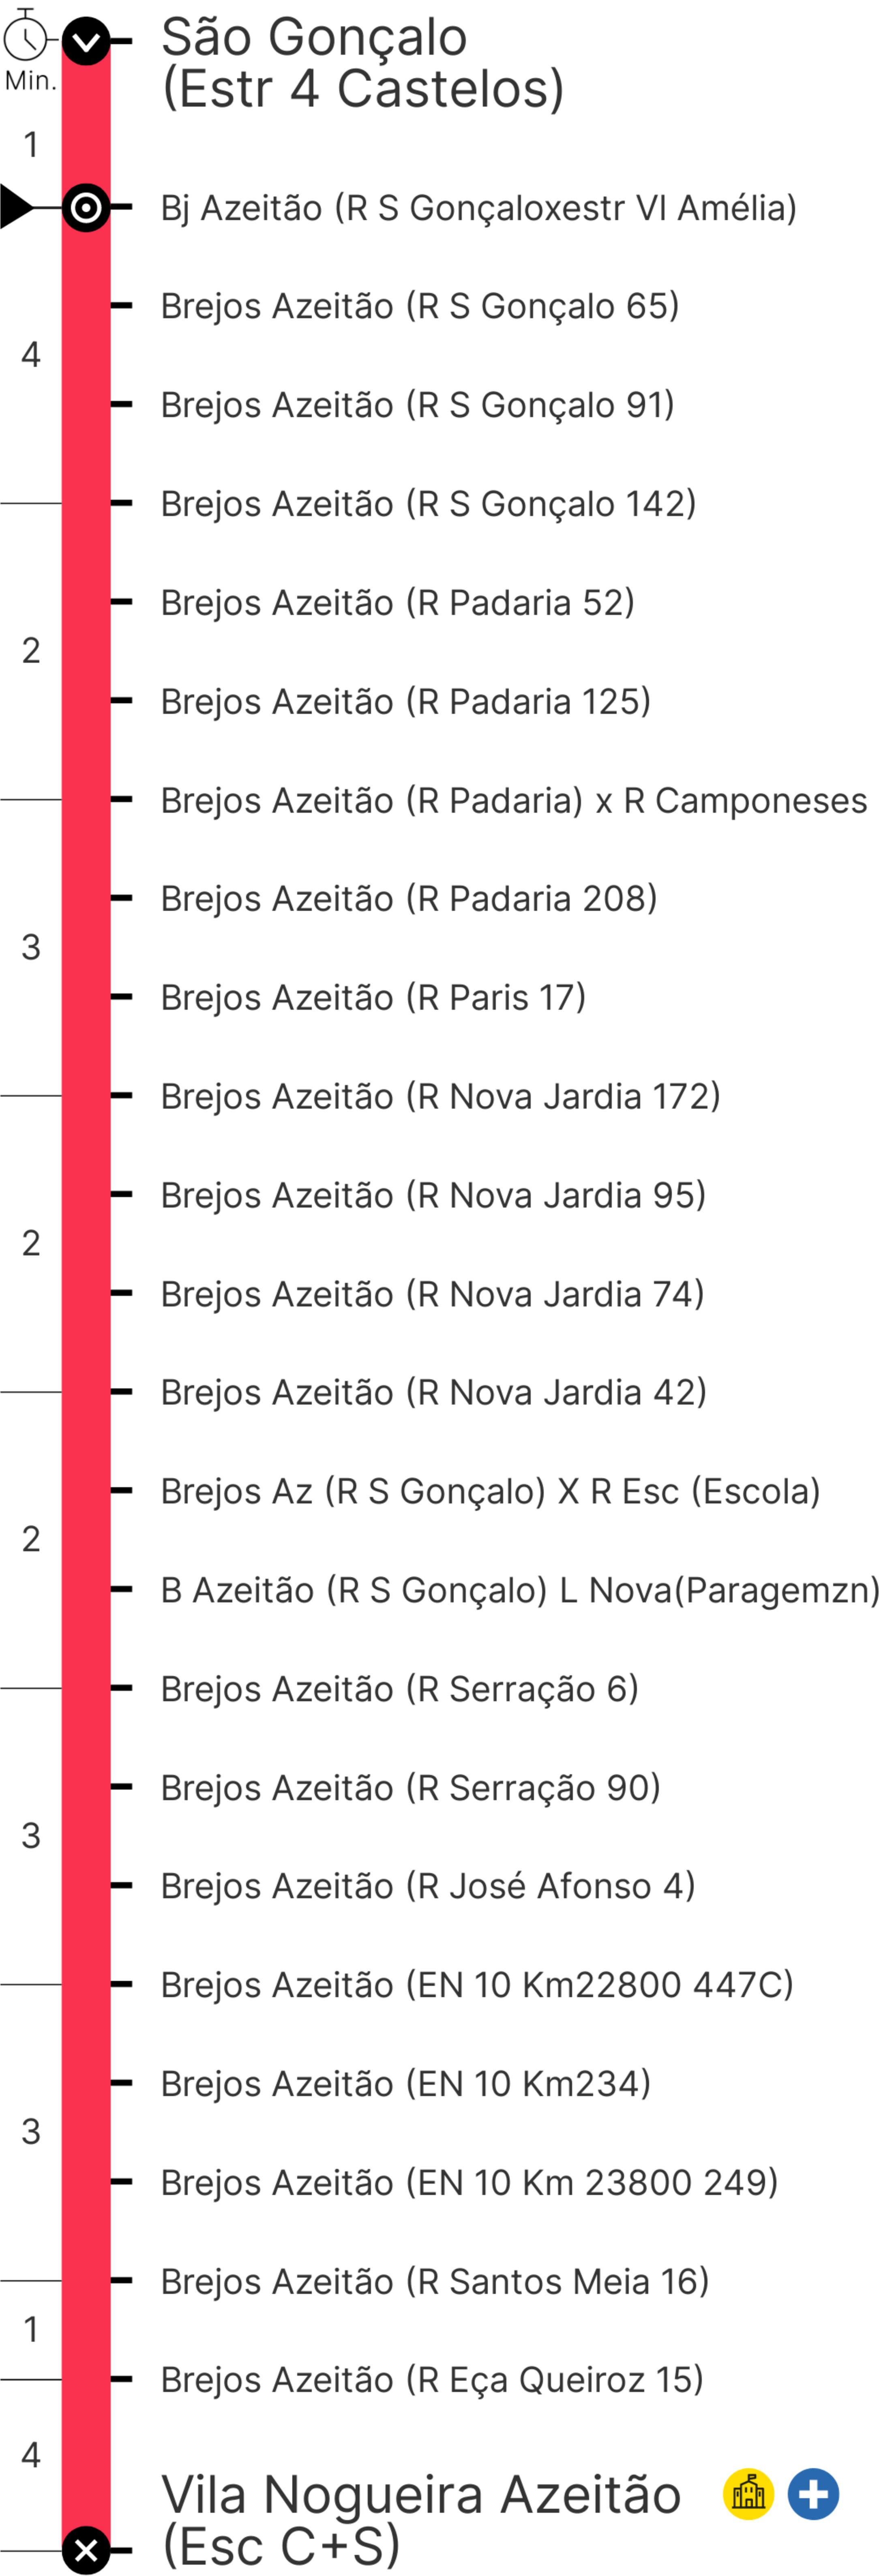 São Gonçalo
(Estr 4 Castelos)
Min.
1
Bj Azeitão (R S Gonçaloxestr Vl Amélia)
Brejos Azeitão (R S Gonçalo 65)
4
Brejos Azeitão (R S Gonçalo 91)
Brejos Azeitão (R S Gonçalo 142)
Brejos Azeitão (R Padaria 52)
2
Brejos Azeitão (R Padaria 125)
Brejos Azeitão (R Padaria) x R Camponeses
Brejos Azeitão (R Padaria 208)
3
Brejos Azeitão (R Paris 17)
Brejos Azeitão (R Nova Jardia 172)
Brejos Azeitão (R Nova Jardia 95)
2
Brejos Azeitão (R Nova Jardia 74)
Brejos Azeitão (R Nova Jardia 42)
Brejos Az (R S Gonçalo) X R Esc (Escola)
2
B Azeitão (R S Gonçalo) L Nova(Paragemzn)
Brejos Azeitão (R Serração 6)
Brejos Azeitão (R Serração 90)
3
Brejos Azeitão (R José Afonso 4)
Brejos Azeitão (EN 10 Km22800 447C)
Brejos Azeitão (EN 10 Km234)
3
Brejos Azeitão (EN 10 Km 23800 249)
Brejos Azeitão (R Santos Meia 16)
1
Brejos Azeitão (R Eça Queiroz 15)
4
Vila Nogueira Azeitão
(Esc C+S)